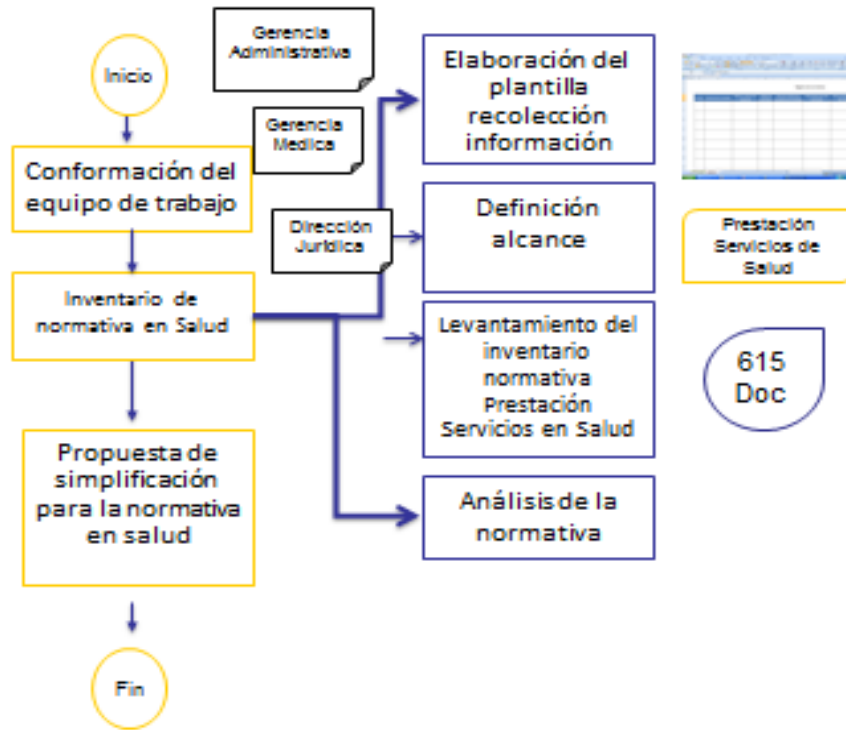 Inicio
Conformación del
equipo de trabajo
Inventario de
normativa en Salud
Propuesta de
simplificación
para la normativa
en salud
Fin
Gerencia
Administrativa
Gerencia
Medica
Dirección
Jurídica
Elaboración del
plantilla
recolección
información
Definición
alcance
Levantamiento del
inventario
normativa
Prestación
Servicios en Salud
Análisis de la
normativa
Prestación
Servicios de
Salud
615
Doc